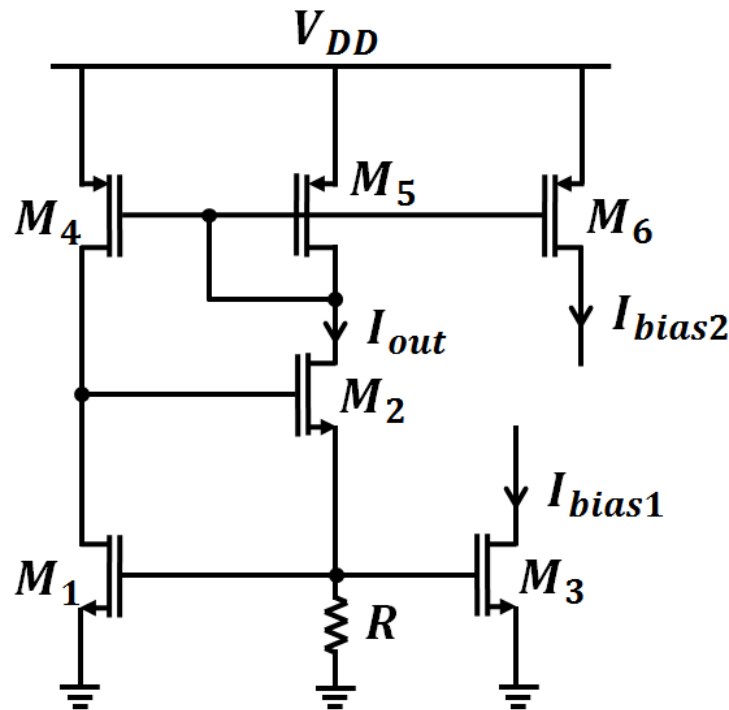 V_DD
M_4
M_5
M_6
I_out
I_bias2
M_2
I_bias1
M_1
M_3
R